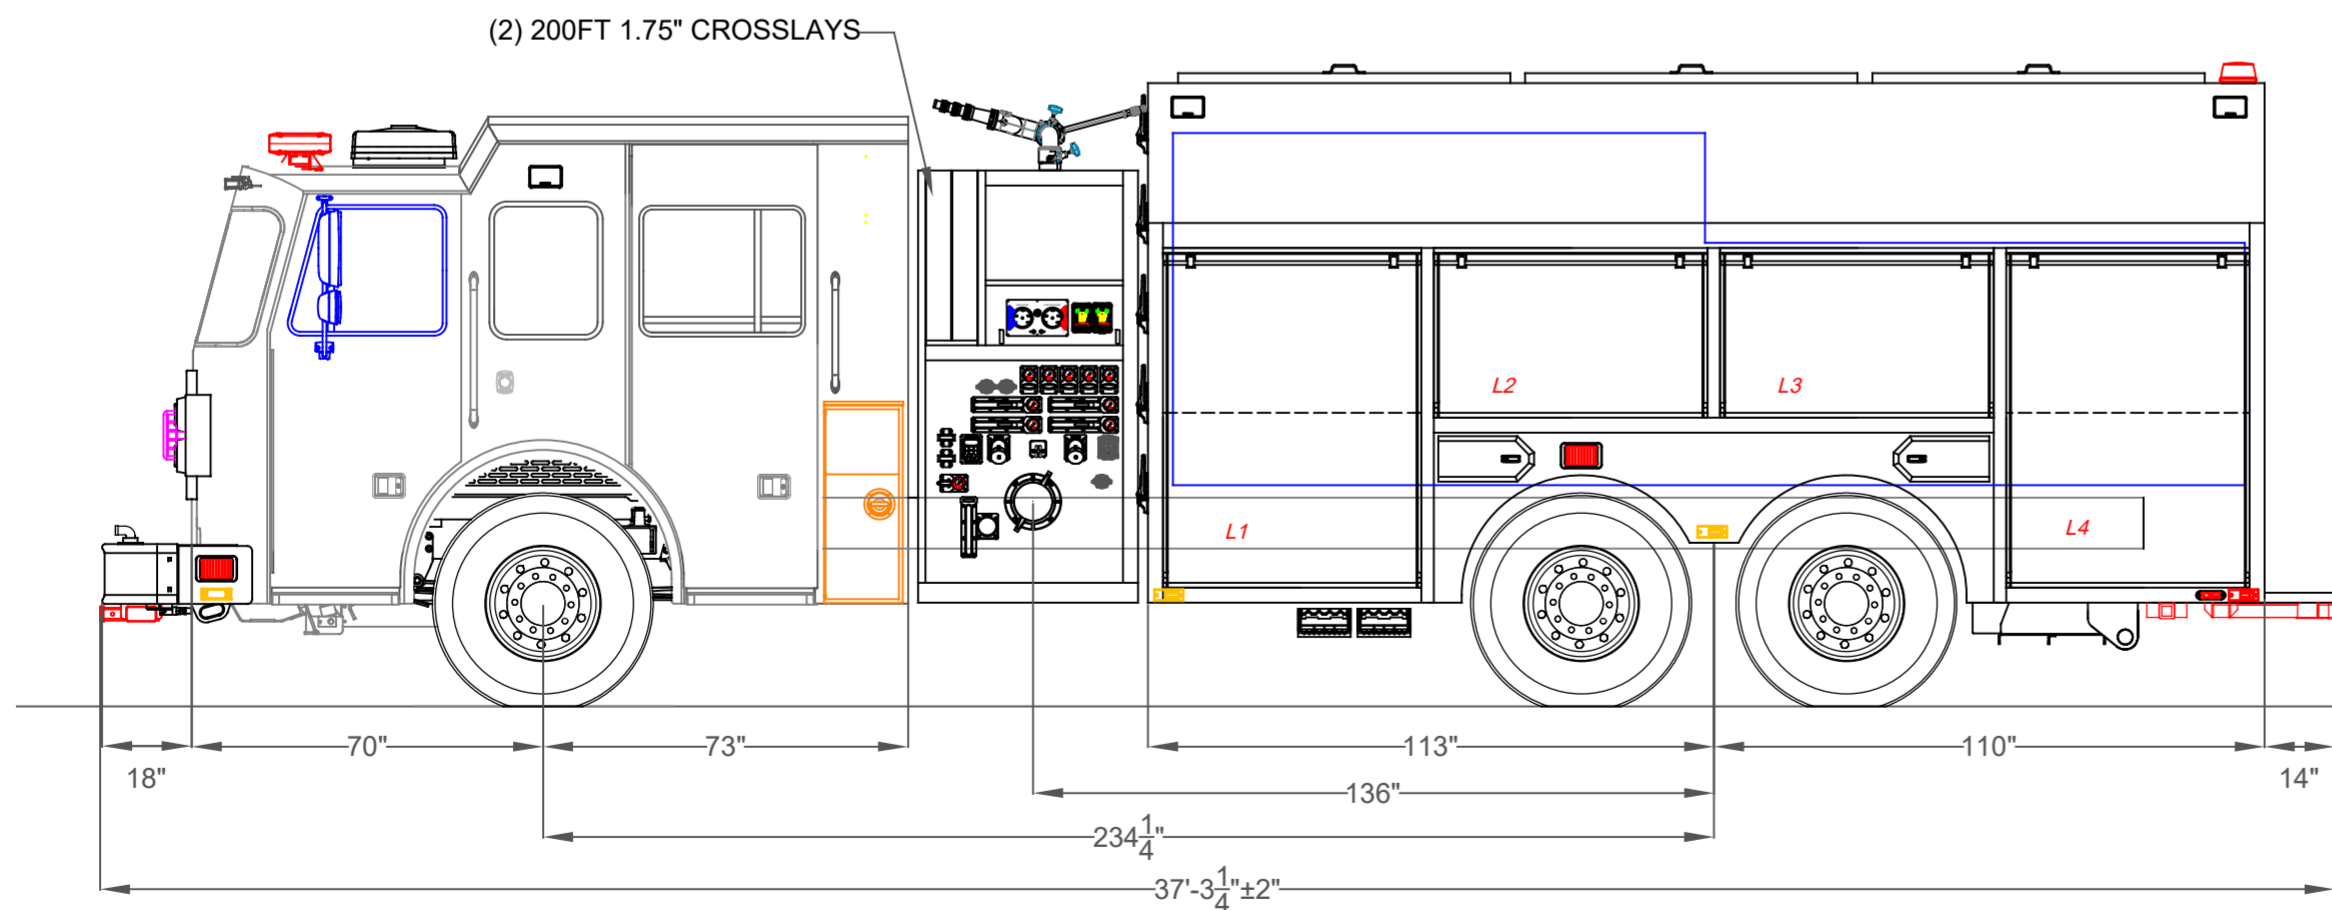 (2) 200FT 1.75" CROSSLAYS
L2
L3
L1
L4
70"
73"
113"
110"
18"
14"
136"
234 1/4"
37'-3 1/4"±2"